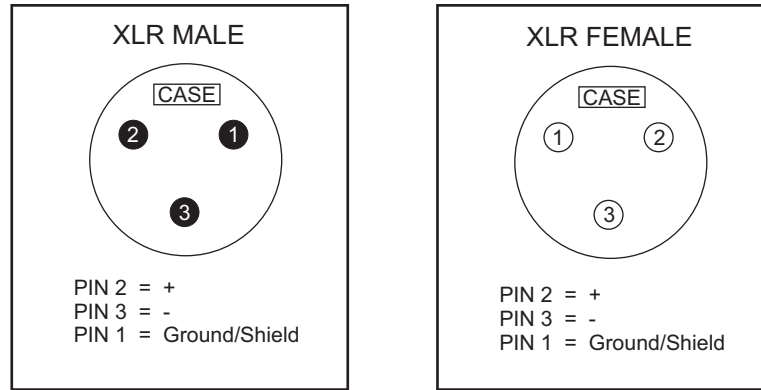 XLR MALE
CASE
2 1
3
PIN 2 = +
PIN 3 = -
PIN 1 = Ground/Shield
XLR FEMALE
CASE
1 2
3
PIN 2 = +
PIN 3 = -
PIN 1 = Ground/Shield